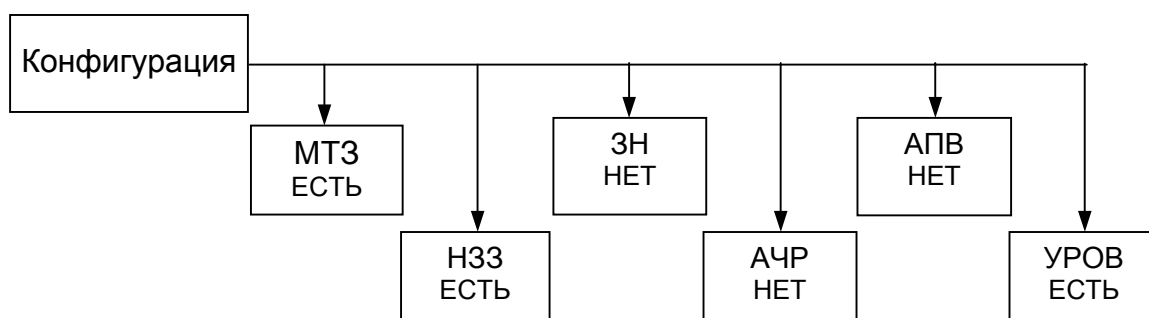 Конфигурация
МТЗ
ЕСТЬ
НЗЗ
ЕСТЬ
ЗН
НЕТ
АЧР
НЕТ
АПВ
НЕТ
УРОВ
ЕСТЬ